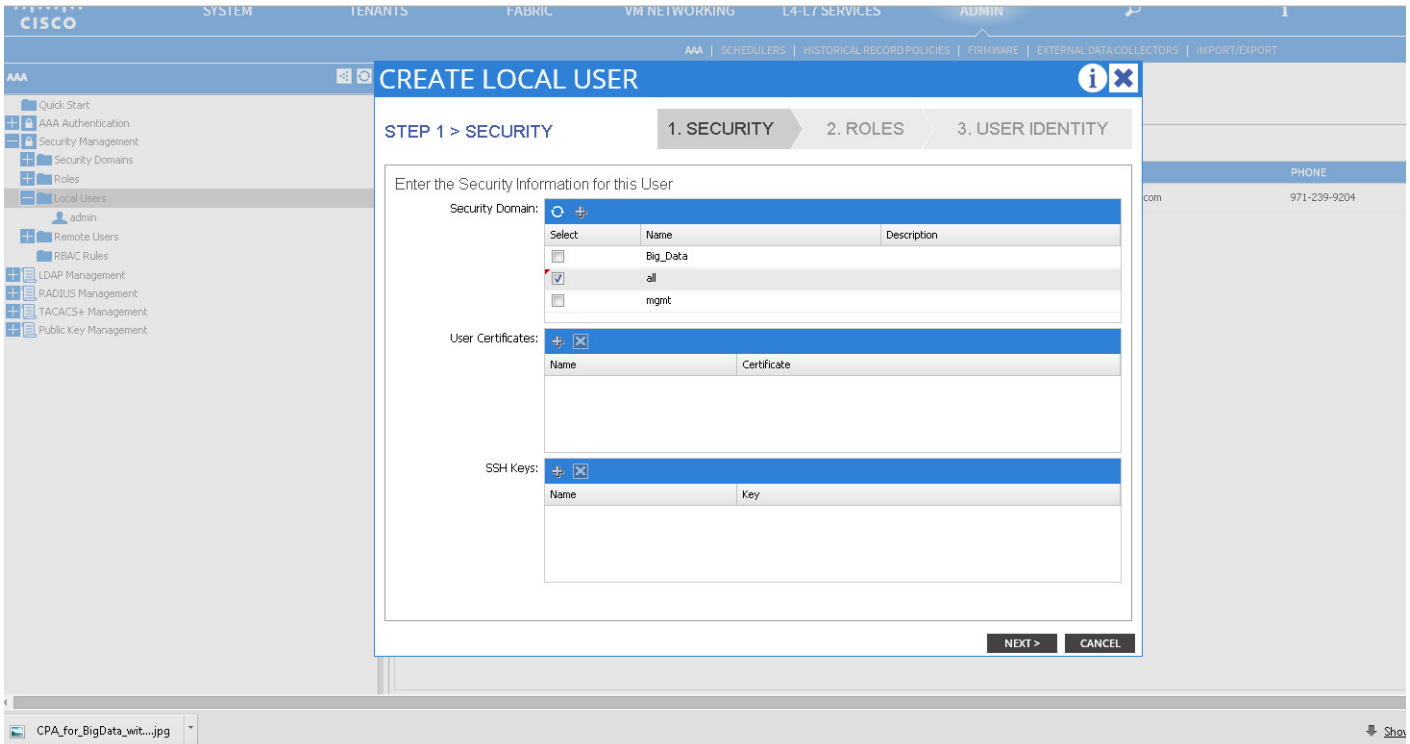 CISCO
SYSTEM TENANTS FABRIC VM NETWORKING L4-L7 SERVICES ADMIN
AAA | SCHEDULERS | HISTORICAL RECORD POLICIES | FIRMWARE | EXTERNAL DATA COLLECTORS | IMPORT/EXPORT
AAA
Quick Start
AAA Authentication
Security Management
Security Domains
Roles
Local Users
admin
Remote Users
RBAC Rules
LDAP Management
RADIUS Management
TACACS+ Management
Public Key Management
CREATE LOCAL USER
STEP 1 > SECURITY
1. SECURITY 2. ROLES 3. USER IDENTITY
Enter the Security Information for this User
Security Domain:
Select Name Description
Big_Data
all
mgmt
User Certificates:
Name Certificate
SSH Keys:
Name Key
NEXT > CANCEL
PHONE
com 971-239-9204
CPA_for_BigData_wit....jpg
Show